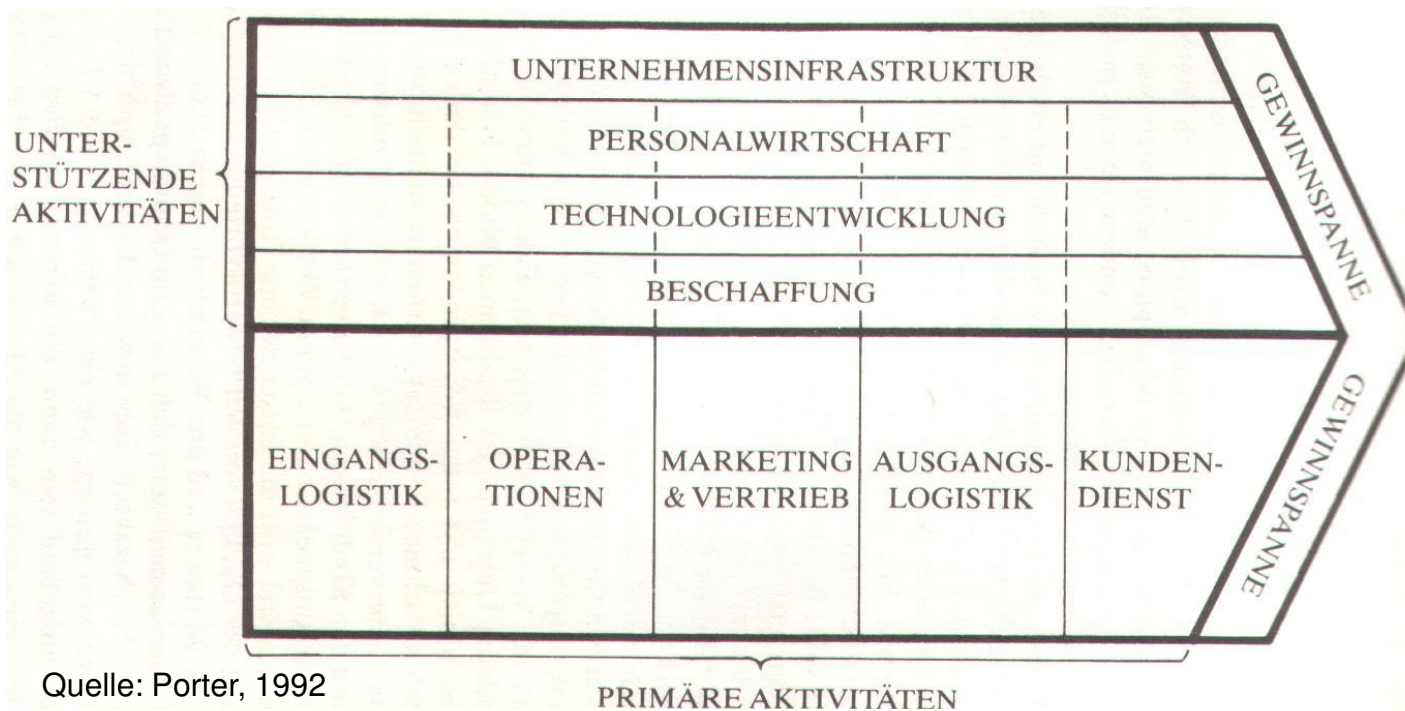 UNTERNEHMENSINFRASTRUKTUR
UNTER-
STÜTZENDE
AKTIVITÄTEN
PERSONALWIRTSCHAFT
TECHNOLOGIEENTWICKLUNG
BESCHAFFUNG
GEWINNSPANNE
EINGANGS-
LOGISTIK
OPERA-
TIONEN
MARKETING
& VERTRIEB
AUSGANGS-
LOGISTIK
KUNDEN-
DIENST
GEWINNSPANNE
PRIMÄRE AKTIVITÄTEN
Quelle: Porter, 1992